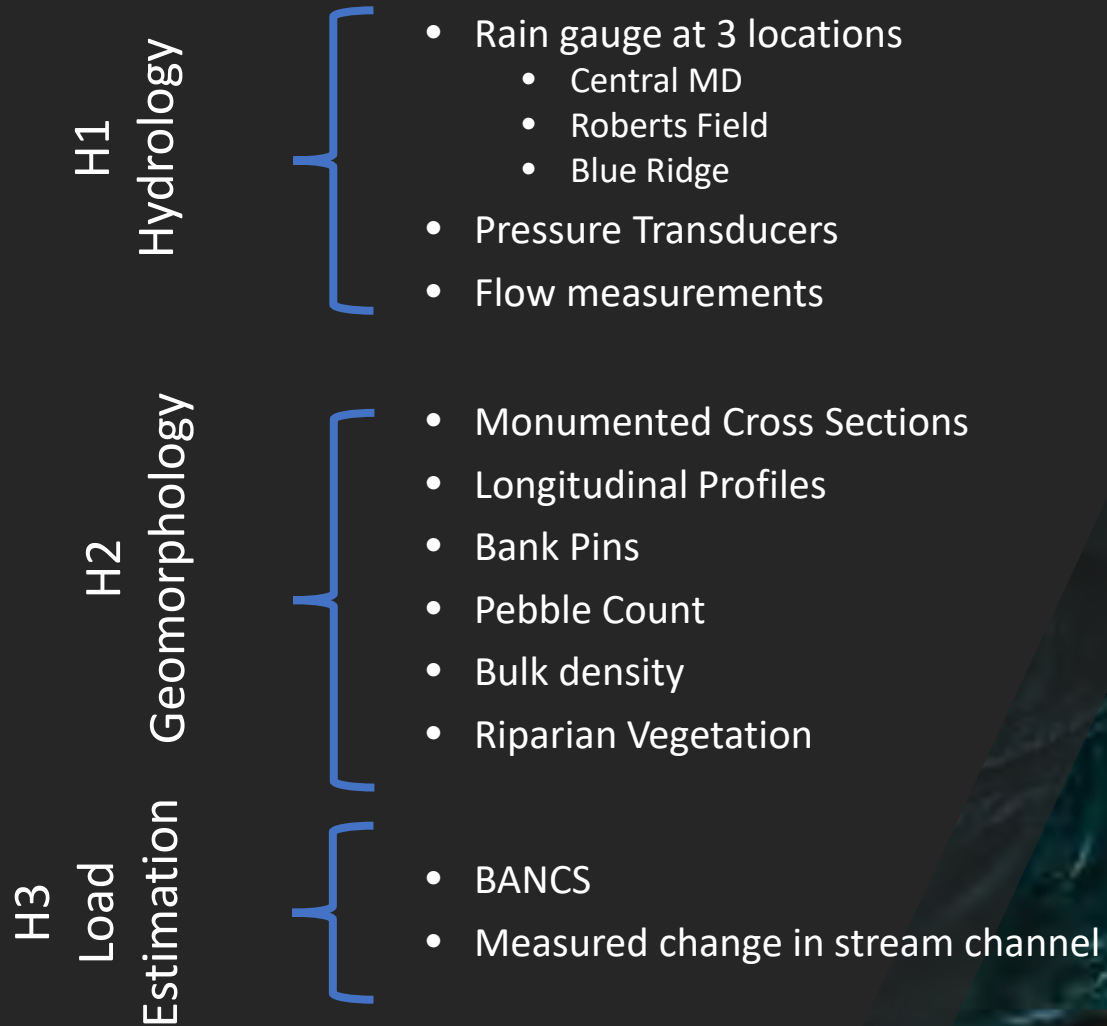 H1
Hydrology
• Rain gauge at 3 locations
• Central MD
• Roberts Field
• Blue Ridge
• Pressure Transducers
• Flow measurements
H2
Geomorphology
• Monumented Cross Sections
• Longitudinal Profiles
• Bank Pins
• Pebble Count
• Bulk density
• Riparian Vegetation
H3
Load
Estimation
• BANCS
• Measured change in stream channel